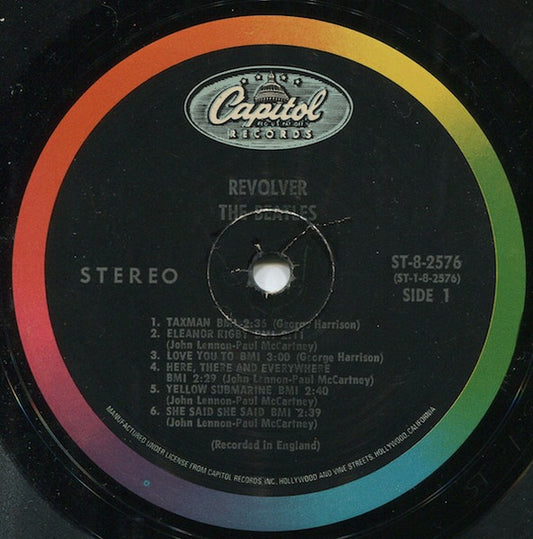 Capitol
RECORDS
REVOLVER
THE BEATLES
STEREO
ST-8-2576
(ST-1-8-2576)
SIDE 1
1. TAXMAN BMI 2:36 (George Harrison)
2. ELEANOR RIGBY BMI 2:11
(John Lennon-Paul McCartney)
3. LOVE YOU TO BMI 3:00 (George Harrison)
4. HERE, THERE AND EVERYWHERE
BMI 2:29 (John Lennon-Paul McCartney)
5. YELLOW SUBMARINE BMI 2:40
(John Lennon-Paul McCartney)
6. SHE SAID SHE SAID BMI 2:39
(John Lennon-Paul McCartney)
(Recorded in England)
MANUFACTURED UNDER LICENSE FROM CAPITOL RECORDS INC. HOLLYWOOD AND VINE STREETS, HOLLYWOOD, CALIFORNIA